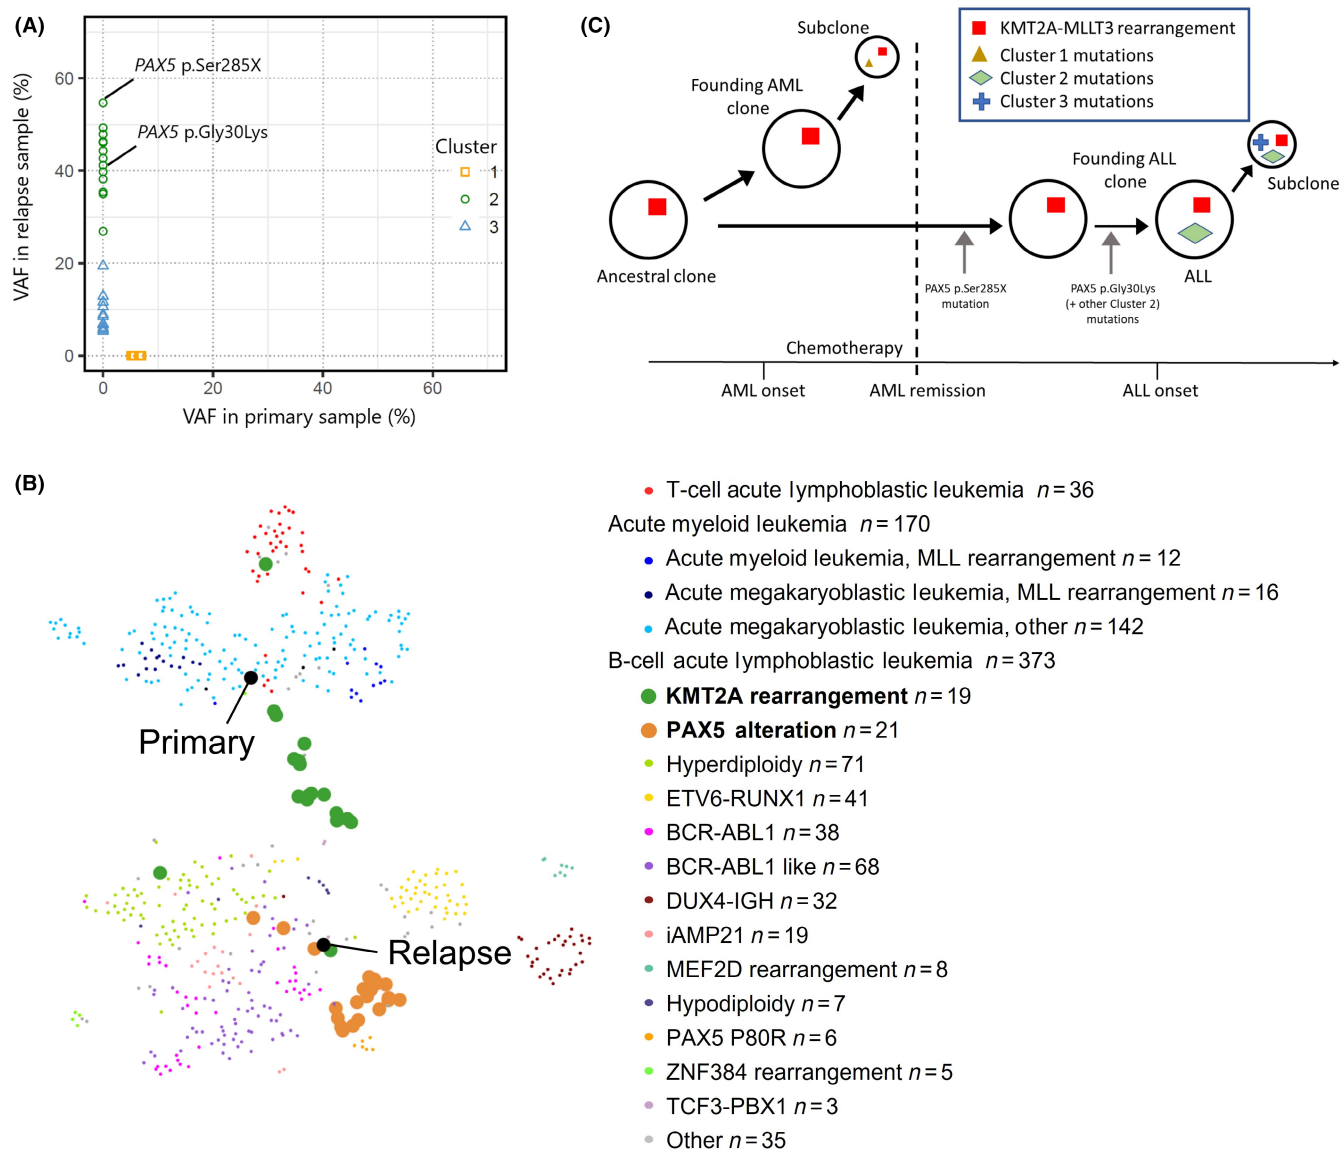 (A)
PAX5 p.Ser285X
PAX5 p.Gly30Lys
VAF in relapse sample (%)
60
40
20
0
0
20
40
60
VAF in primary sample (%)
Cluster
1
2
3
(C)
Subclone
Founding AML
clone
Ancestral clone
KMT2A-MLLT3 rearrangement
Cluster 1 mutations
Cluster 2 mutations
Cluster 3 mutations
Founding ALL
clone
Subclone
ALL
PAX5 p.Ser285X
mutation
PAX5 p.Gly30Lys
(+ other Cluster 2)
mutations
Chemotherapy
AML onset
AML remission
ALL onset
(B)
Primary
Relapse
T-cell acute lymphoblastic leukemia n = 36
Acute myeloid leukemia n = 170
Acute myeloid leukemia, MLL rearrangement n = 12
Acute megakaryoblastic leukemia, MLL rearrangement n = 16
Acute megakaryoblastic leukemia, other n = 142
B-cell acute lymphoblastic leukemia n = 373
KMT2A rearrangement n = 19
PAX5 alteration n = 21
Hyperdiploidy n = 71
ETV6-RUNX1 n = 41
BCR-ABL1 n = 38
BCR-ABL1 like n = 68
DUX4-IGH n = 32
iAMP21 n = 19
MEF2D rearrangement n = 8
Hypodiploidy n = 7
PAX5 P80R n = 6
ZNF384 rearrangement n = 5
TCF3-PBX1 n = 3
Other n = 35